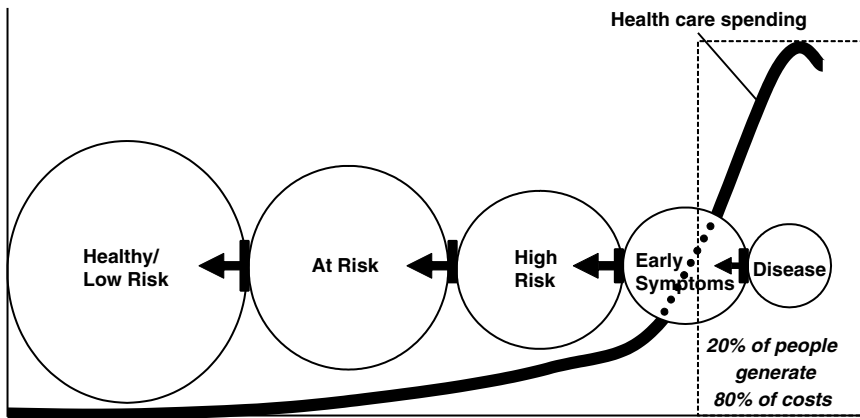 Health care spending
Healthy/
Low Risk
At Risk
High
Risk
Early
Symptoms
Disease
20% of people
generate
80% of costs